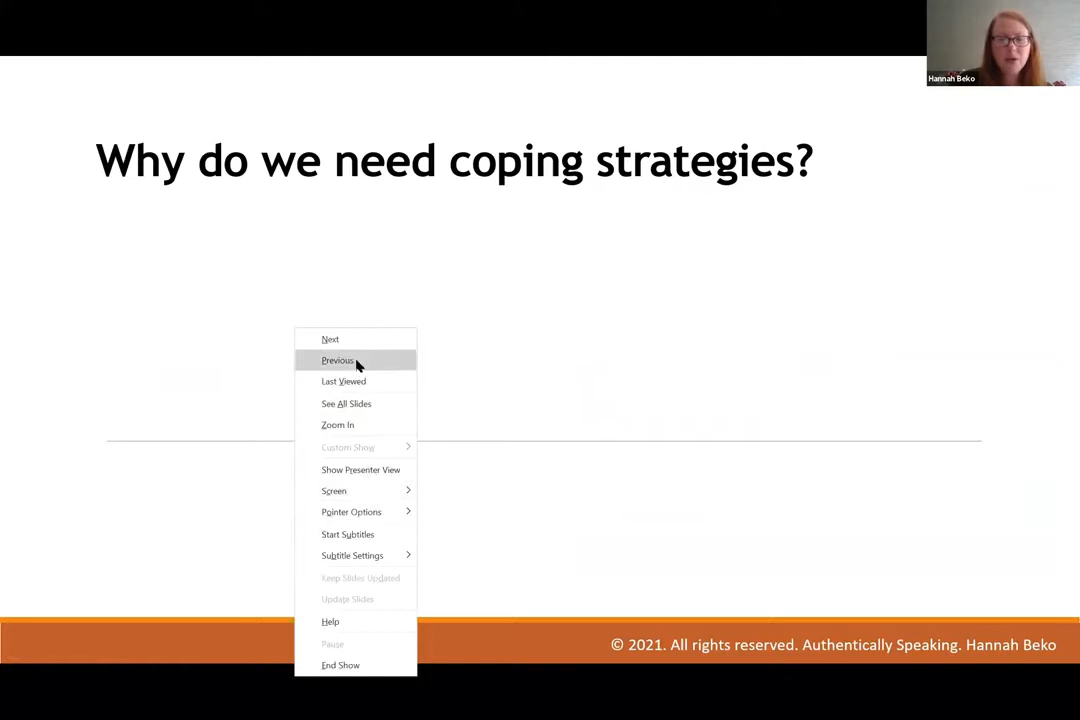 Hannah Beko
Why do we need coping strategies?
Next
Previous
Last Viewed
See All Slides
Zoom In
Custom Show
Show Presenter View
Screen
Pointer Options
Start Subtitles
Subtitle Settings
Keep Slides Updated
Update Slides
Help
Pause
End Show
© 2021. All rights reserved. Authentically Speaking. Hannah Beko